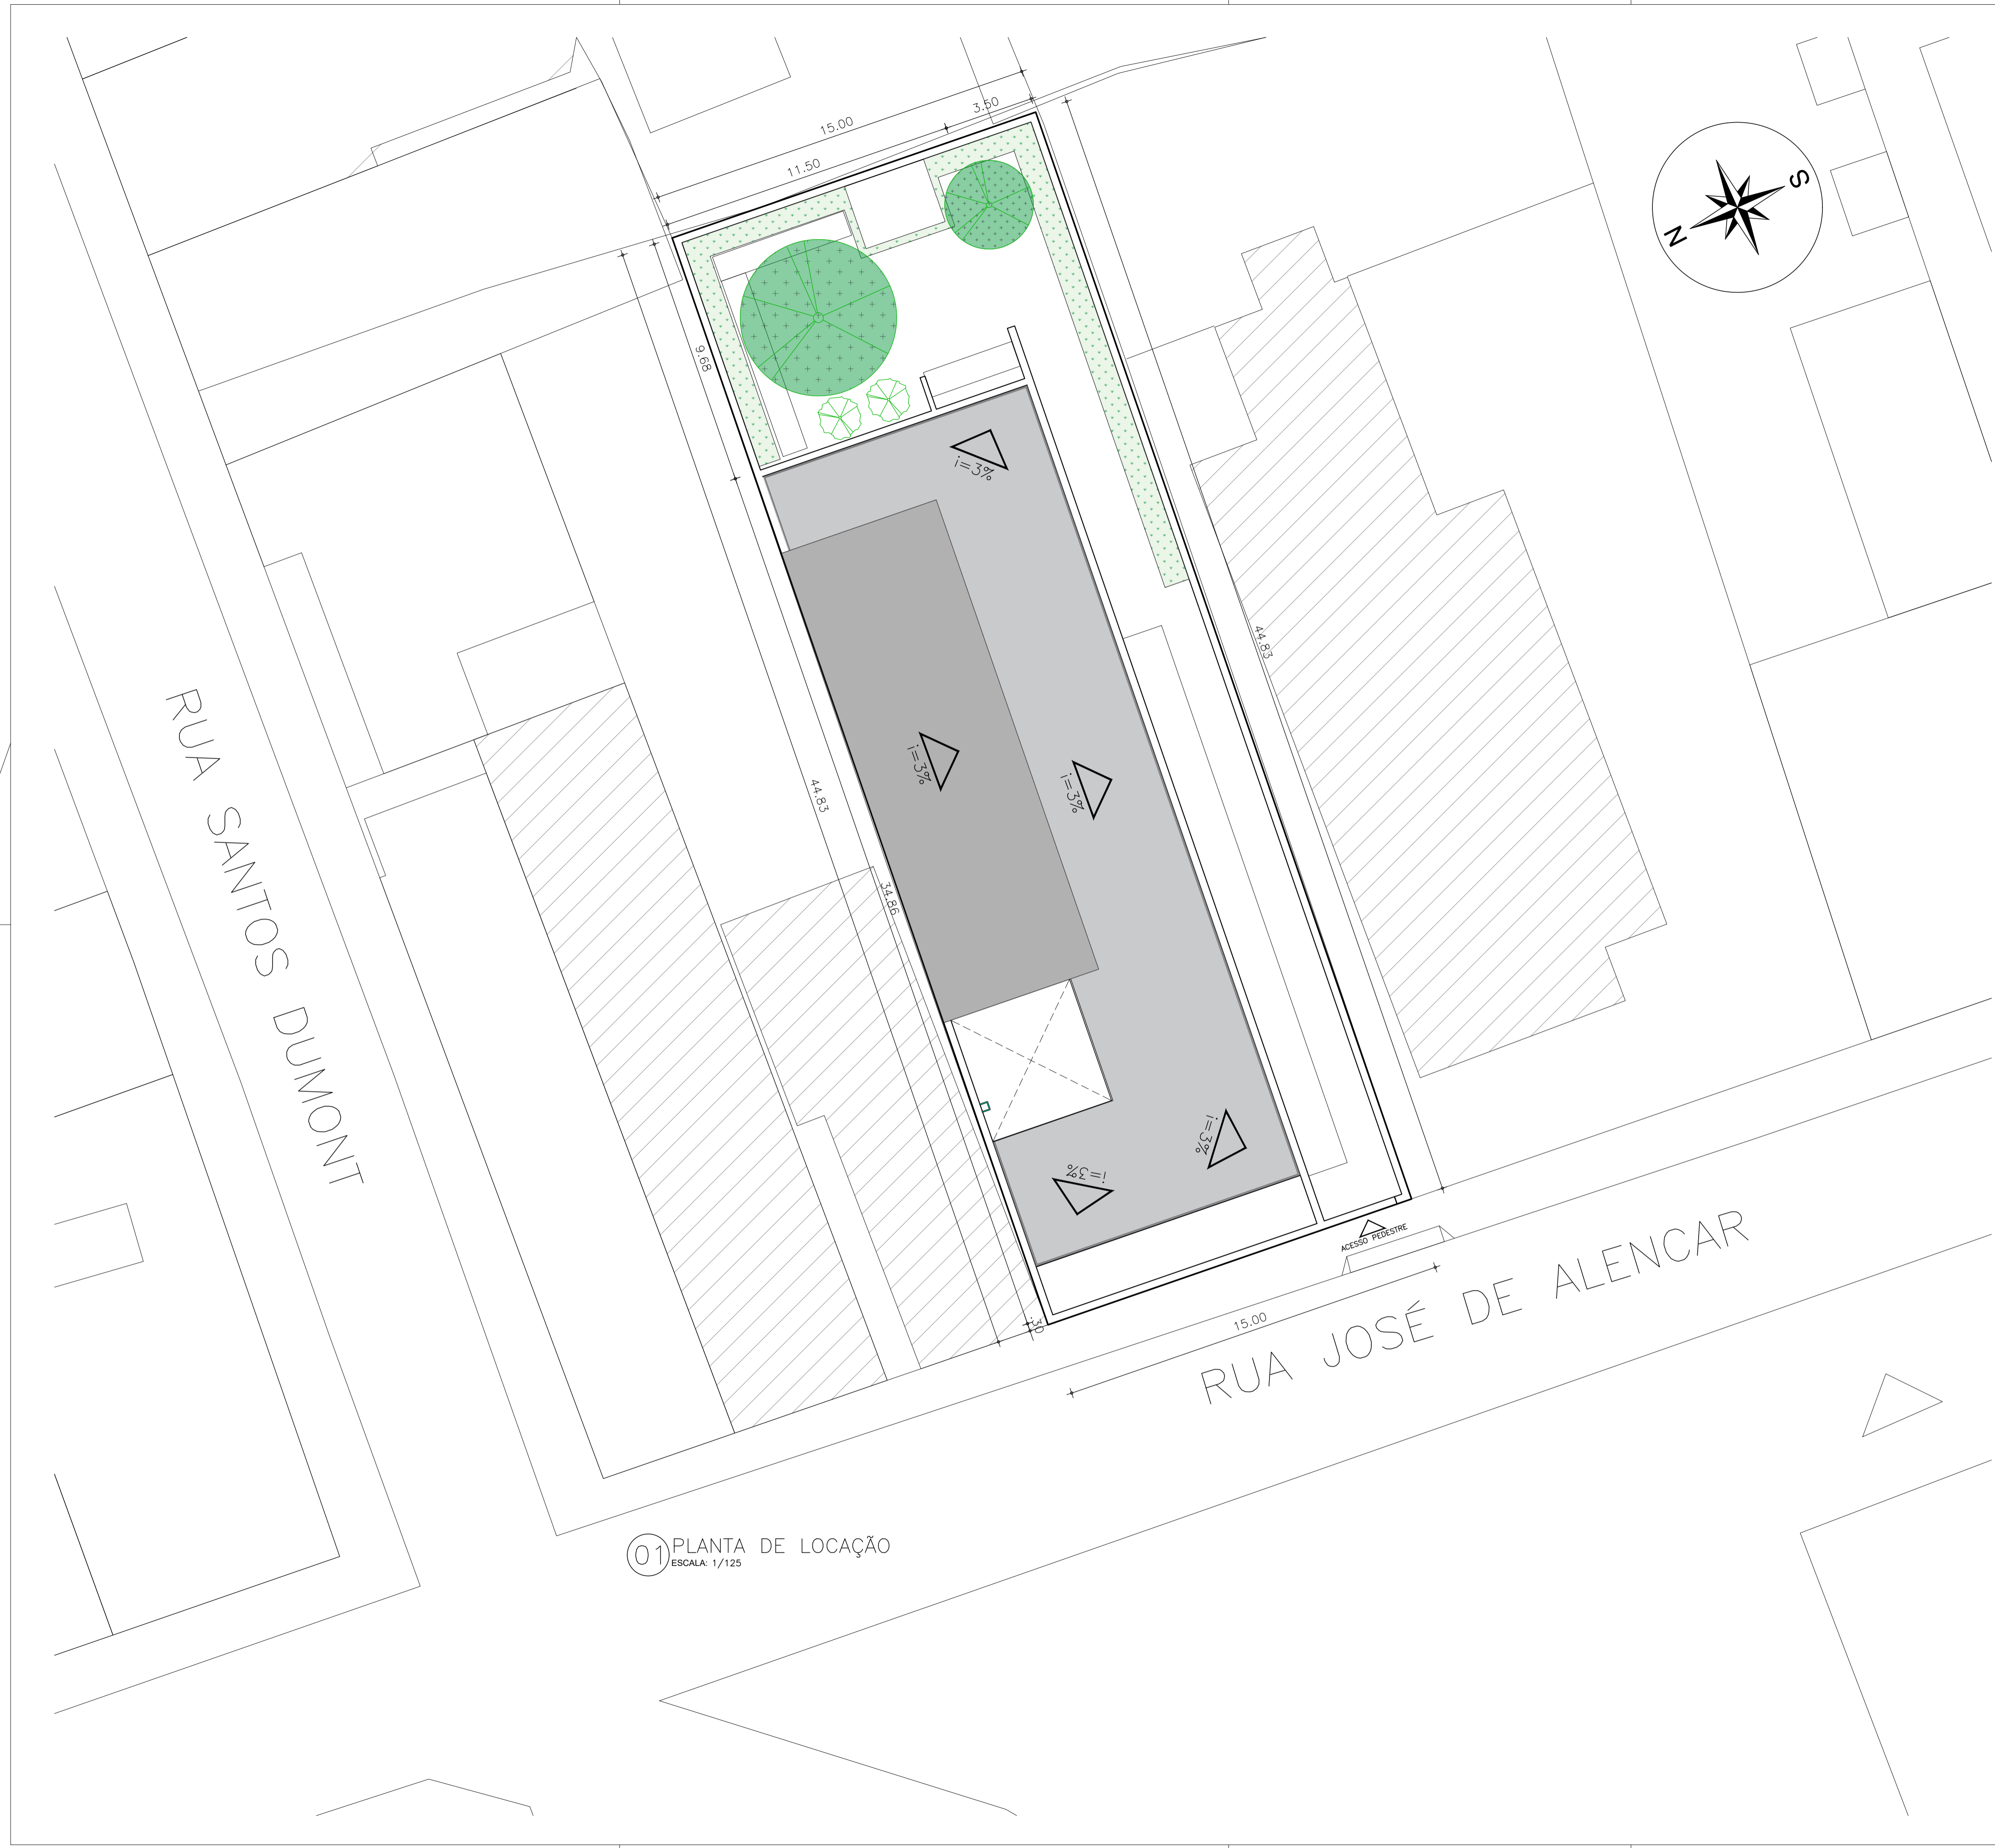 15.00
3.50
11.50
S
N
9.68
i=3%
44.83
RUA SANTOS DUMONT
i=3%
i=3%
44.83
34.86
i=3%
i=3%
ACESSO PEDESTRE
.30
15.00
RUA JOSÉ DE ALENCAR
01
PLANTA DE LOCAÇÃO
ESCALA: 1/125